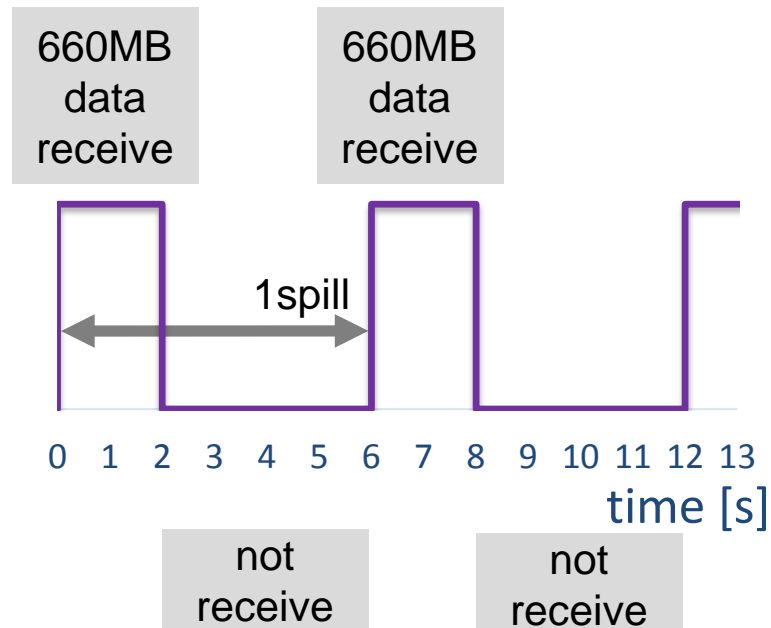 660MB
data
receive
660MB
data
receive
1spill
0 1 2 3 4 5 6 7 8 9 10 11 12 13
time [s]
not
receive
not
receive